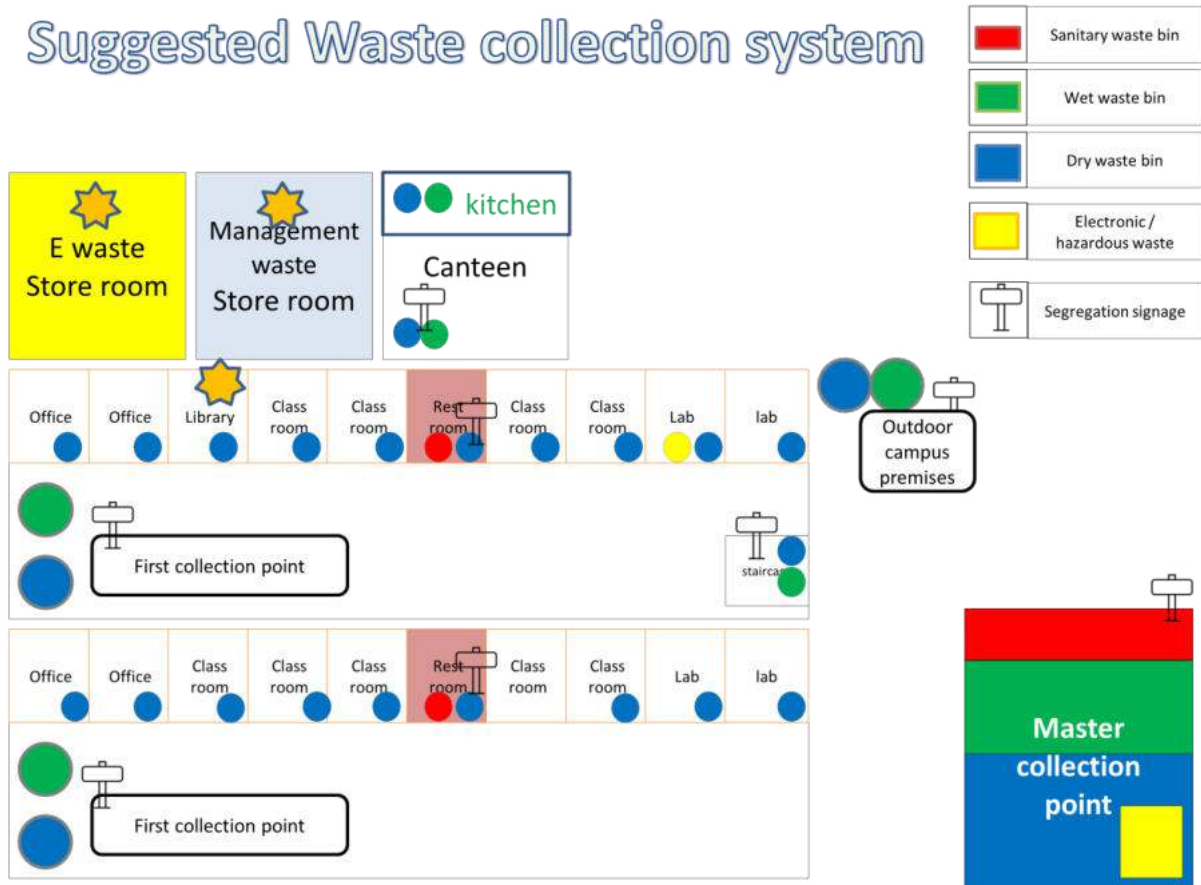 Suggested Waste collection system
Sanitary waste bin
Wet waste bin
Dry waste bin
Electronic /
hazardous waste
Segregation signage
E waste
Store room
Management
waste
Store room
kitchen
Canteen
Office
Office
Library
Class
room
Class
room
Rest
room
Class
room
Class
room
Lab
lab
Outdoor
campus
premises
First collection point
Office
Office
Class
room
Class
room
Class
room
Rest
room
Class
room
Class
room
Lab
lab
First collection point
Master
collection
point